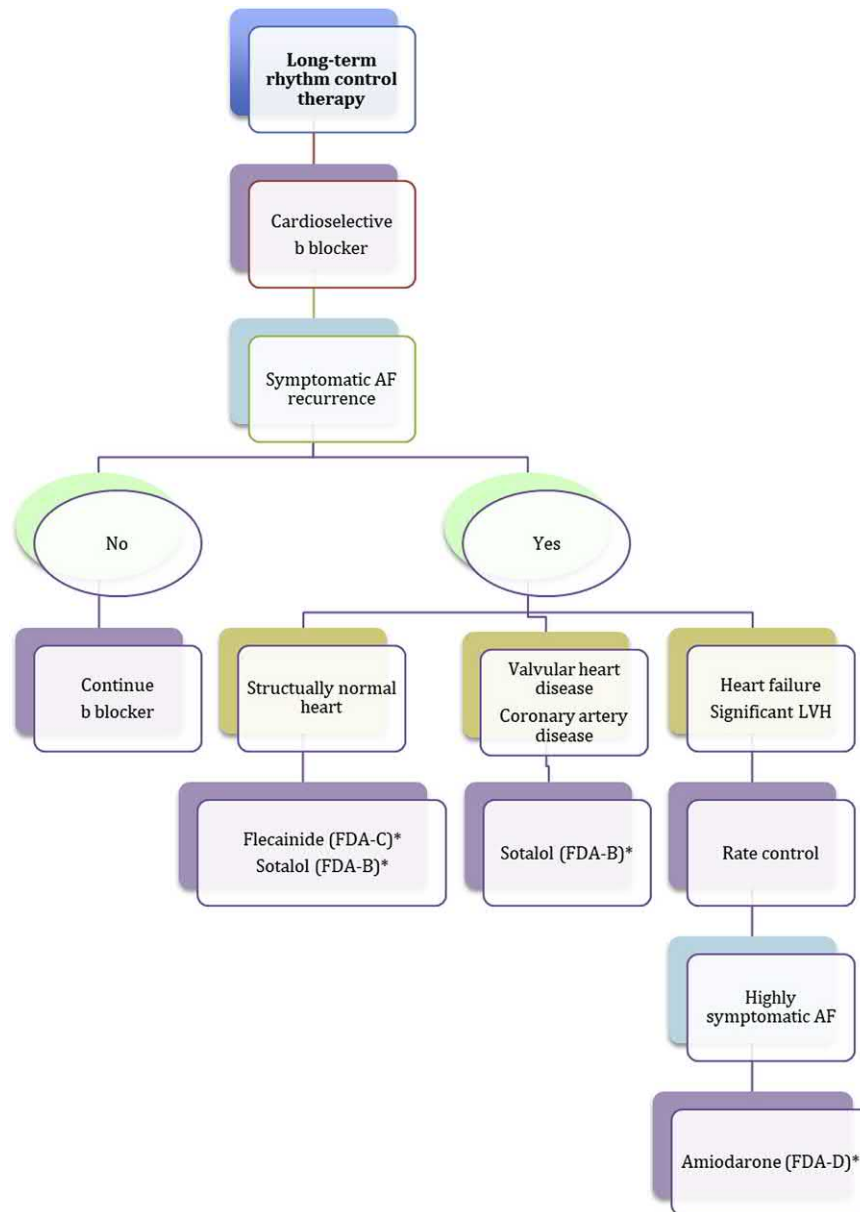 Long-term
rhythm control
therapy
Cardioselective
b blocker
Symptomatic AF
recurrence
No
Yes
Continue
b blocker
Structually normal
heart
Valvular heart
disease
Coronary artery
disease
Heart failure
Significant LVH
Flecainide (FDA-C)*
Sotalol (FDA-B)*
Sotalol (FDA-B)*
Rate control
Highly
symptomatic AF
Amiodarone (FDA-D)*